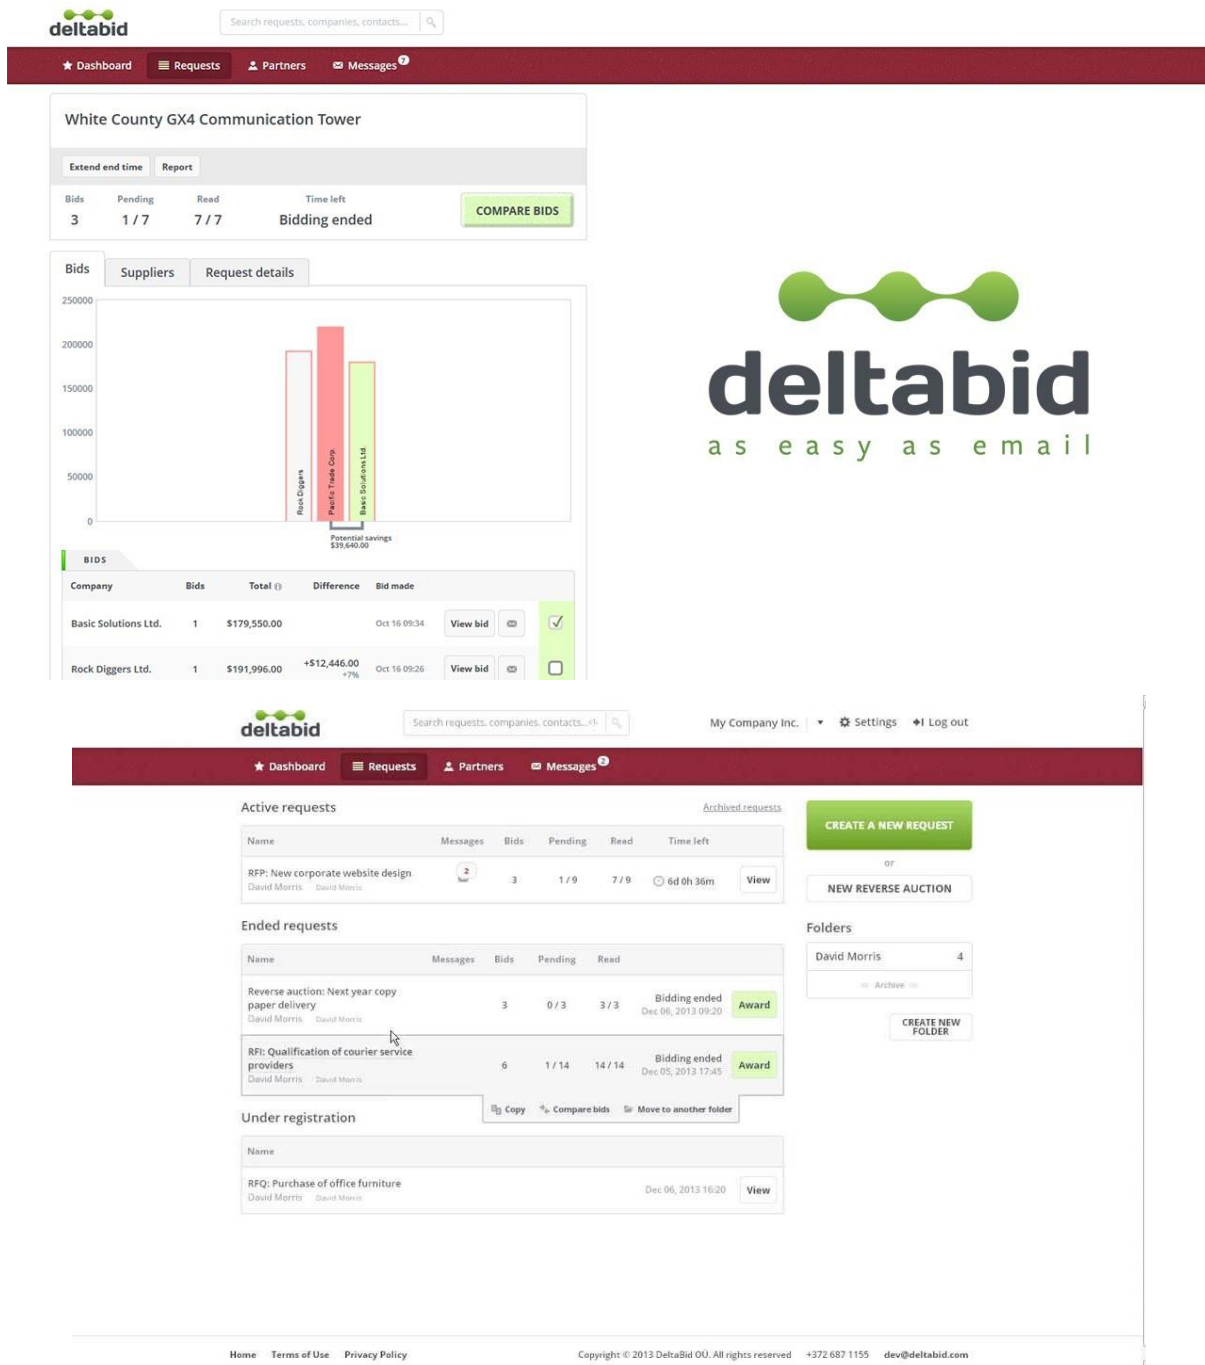 deltabid
Search requests, companies, contacts...
Dashboard Requests Partners Messages 7
White County GX4 Communication Tower
Extend end time Report
Bids Pending Read Time left
3 1 / 7 7 / 7 Bidding ended
COMPARE BIDS
Bids Suppliers Request details
250000
200000
150000
100000
50000
0
Rock Diggers
Pacific Trade Corp.
Basic Solutions Ltd.
Potential savings
$39,640.00
BIDS
Company Bids Total Difference Bid made
Basic Solutions Ltd. 1 $179,550.00 Oct 16 09:34 View bid
Rock Diggers Ltd. 1 $191,996.00 +$12,446.00 Oct 16 09:26 View bid
+7%
deltabid
as easy as email
deltabid
Search requests, companies, contacts...
My Company Inc. Settings Log out
Dashboard Requests Partners Messages 2
Active requests Archived requests
Name Messages Bids Pending Read Time left
RFP: New corporate website design 2 3 1 / 9 7 / 9 6d 0h 36m View
David Morris David Morris
Ended requests
Name Messages Bids Pending Read
Reverse auction: Next year copy
paper delivery 3 0 / 3 3 / 3 Bidding ended Award
Dec 06, 2013 09:20
David Morris David Morris
RFI: Qualification of courier service
providers 6 1 / 14 14 / 14 Bidding ended Award
Dec 05, 2013 17:45
David Morris David Morris
Copy Compare bids Move to another folder
Under registration
Name
RFQ: Purchase of office furniture Dec 06, 2013 16:20 View
David Morris David Morris
CREATE A NEW REQUEST
or
NEW REVERSE AUCTION
Folders
David Morris 4
Archive
CREATE NEW
FOLDER
Home Terms of Use Privacy Policy Copyright © 2013 DeltaBid OÜ. All rights reserved +372 687 1155 dev@deltabid.com